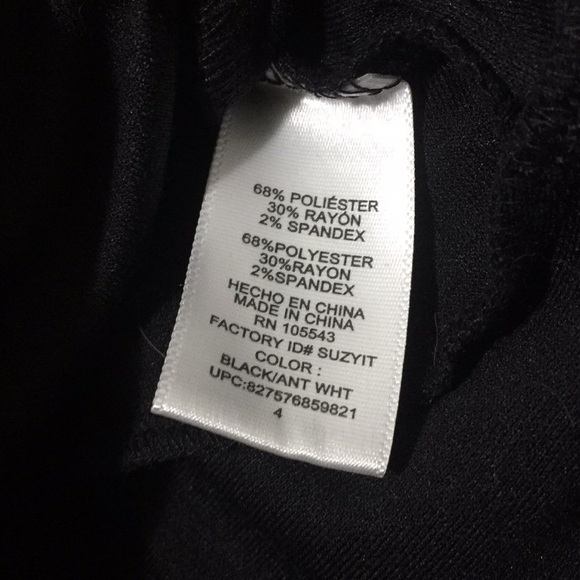 68% POLIÉSTER
30% RAYÓN
2% SPANDEX
68%POLYESTER
30%RAYON
2%SPANDEX
HECHO EN CHINA
MADE IN CHINA
RN 105543
FACTORY ID# SUZYIT
COLOR :
BLACK/ANT WHT
UPC:827576859821
4